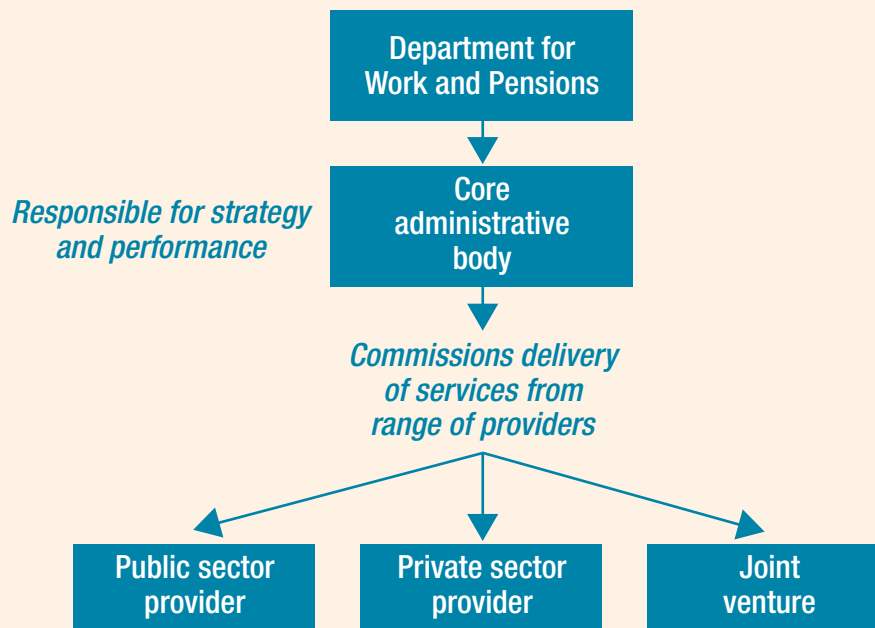 Department for
Work and Pensions
Responsible for strategy
and performance
Core
administrative
body
Commissions delivery
of services from
range of providers
Public sector
provider
Private sector
provider
Joint
venture